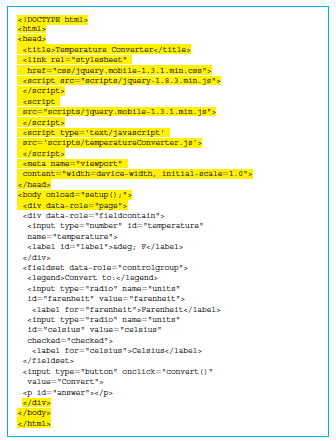 <!DOCTYPE html>
<html>
<head>
<title>Temperature Converter</title>
<link rel="stylesheet"
href="css/jquery.mobile-1.3.1.min.css">
<script src="scripts/jquery-1.8.3.min.js">
</script>
<script
src="scripts/jquery.mobile-1.3.1.min.js">
</script>
<script type='text/javascript'
src='scripts/temperatureConverter.js'>
</script>
<meta name="viewport"
content="width=device-width, initial-scale=1.0">
</head>
<body onload="setup();">
<div data-role="page">
<div data-role="fieldcontain">
<input type="number" id="temperature"
name="temperature">
<label id="label">&deg; F</label>
</div>
<fieldset data-role="controlgroup">
<legend>Convert to:</legend>
<input type="radio" name="units"
id="farenheit" value="farenheit">
<label for="farenheit">Farenheit</label>
<input type="radio" name="units"
id="celsius" value="celsius"
checked="checked">
<label for="celsius">Celsius</label>
</fieldset>
<input type="button" onclick="convert()"
value="Convert">
<p id="answer"></p>
</div>
</body>
</html>